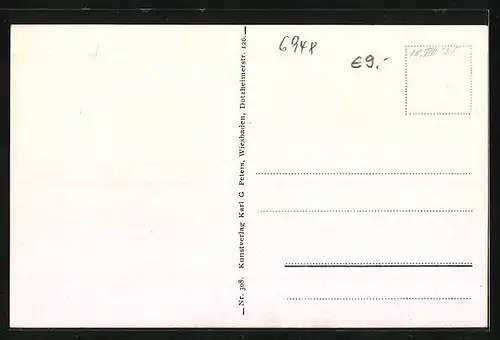 6948
€9.-
— Nr. 308. Kunstverlag Karl G Peters, Wiesbaden, Dotzheimerstr. 126. —